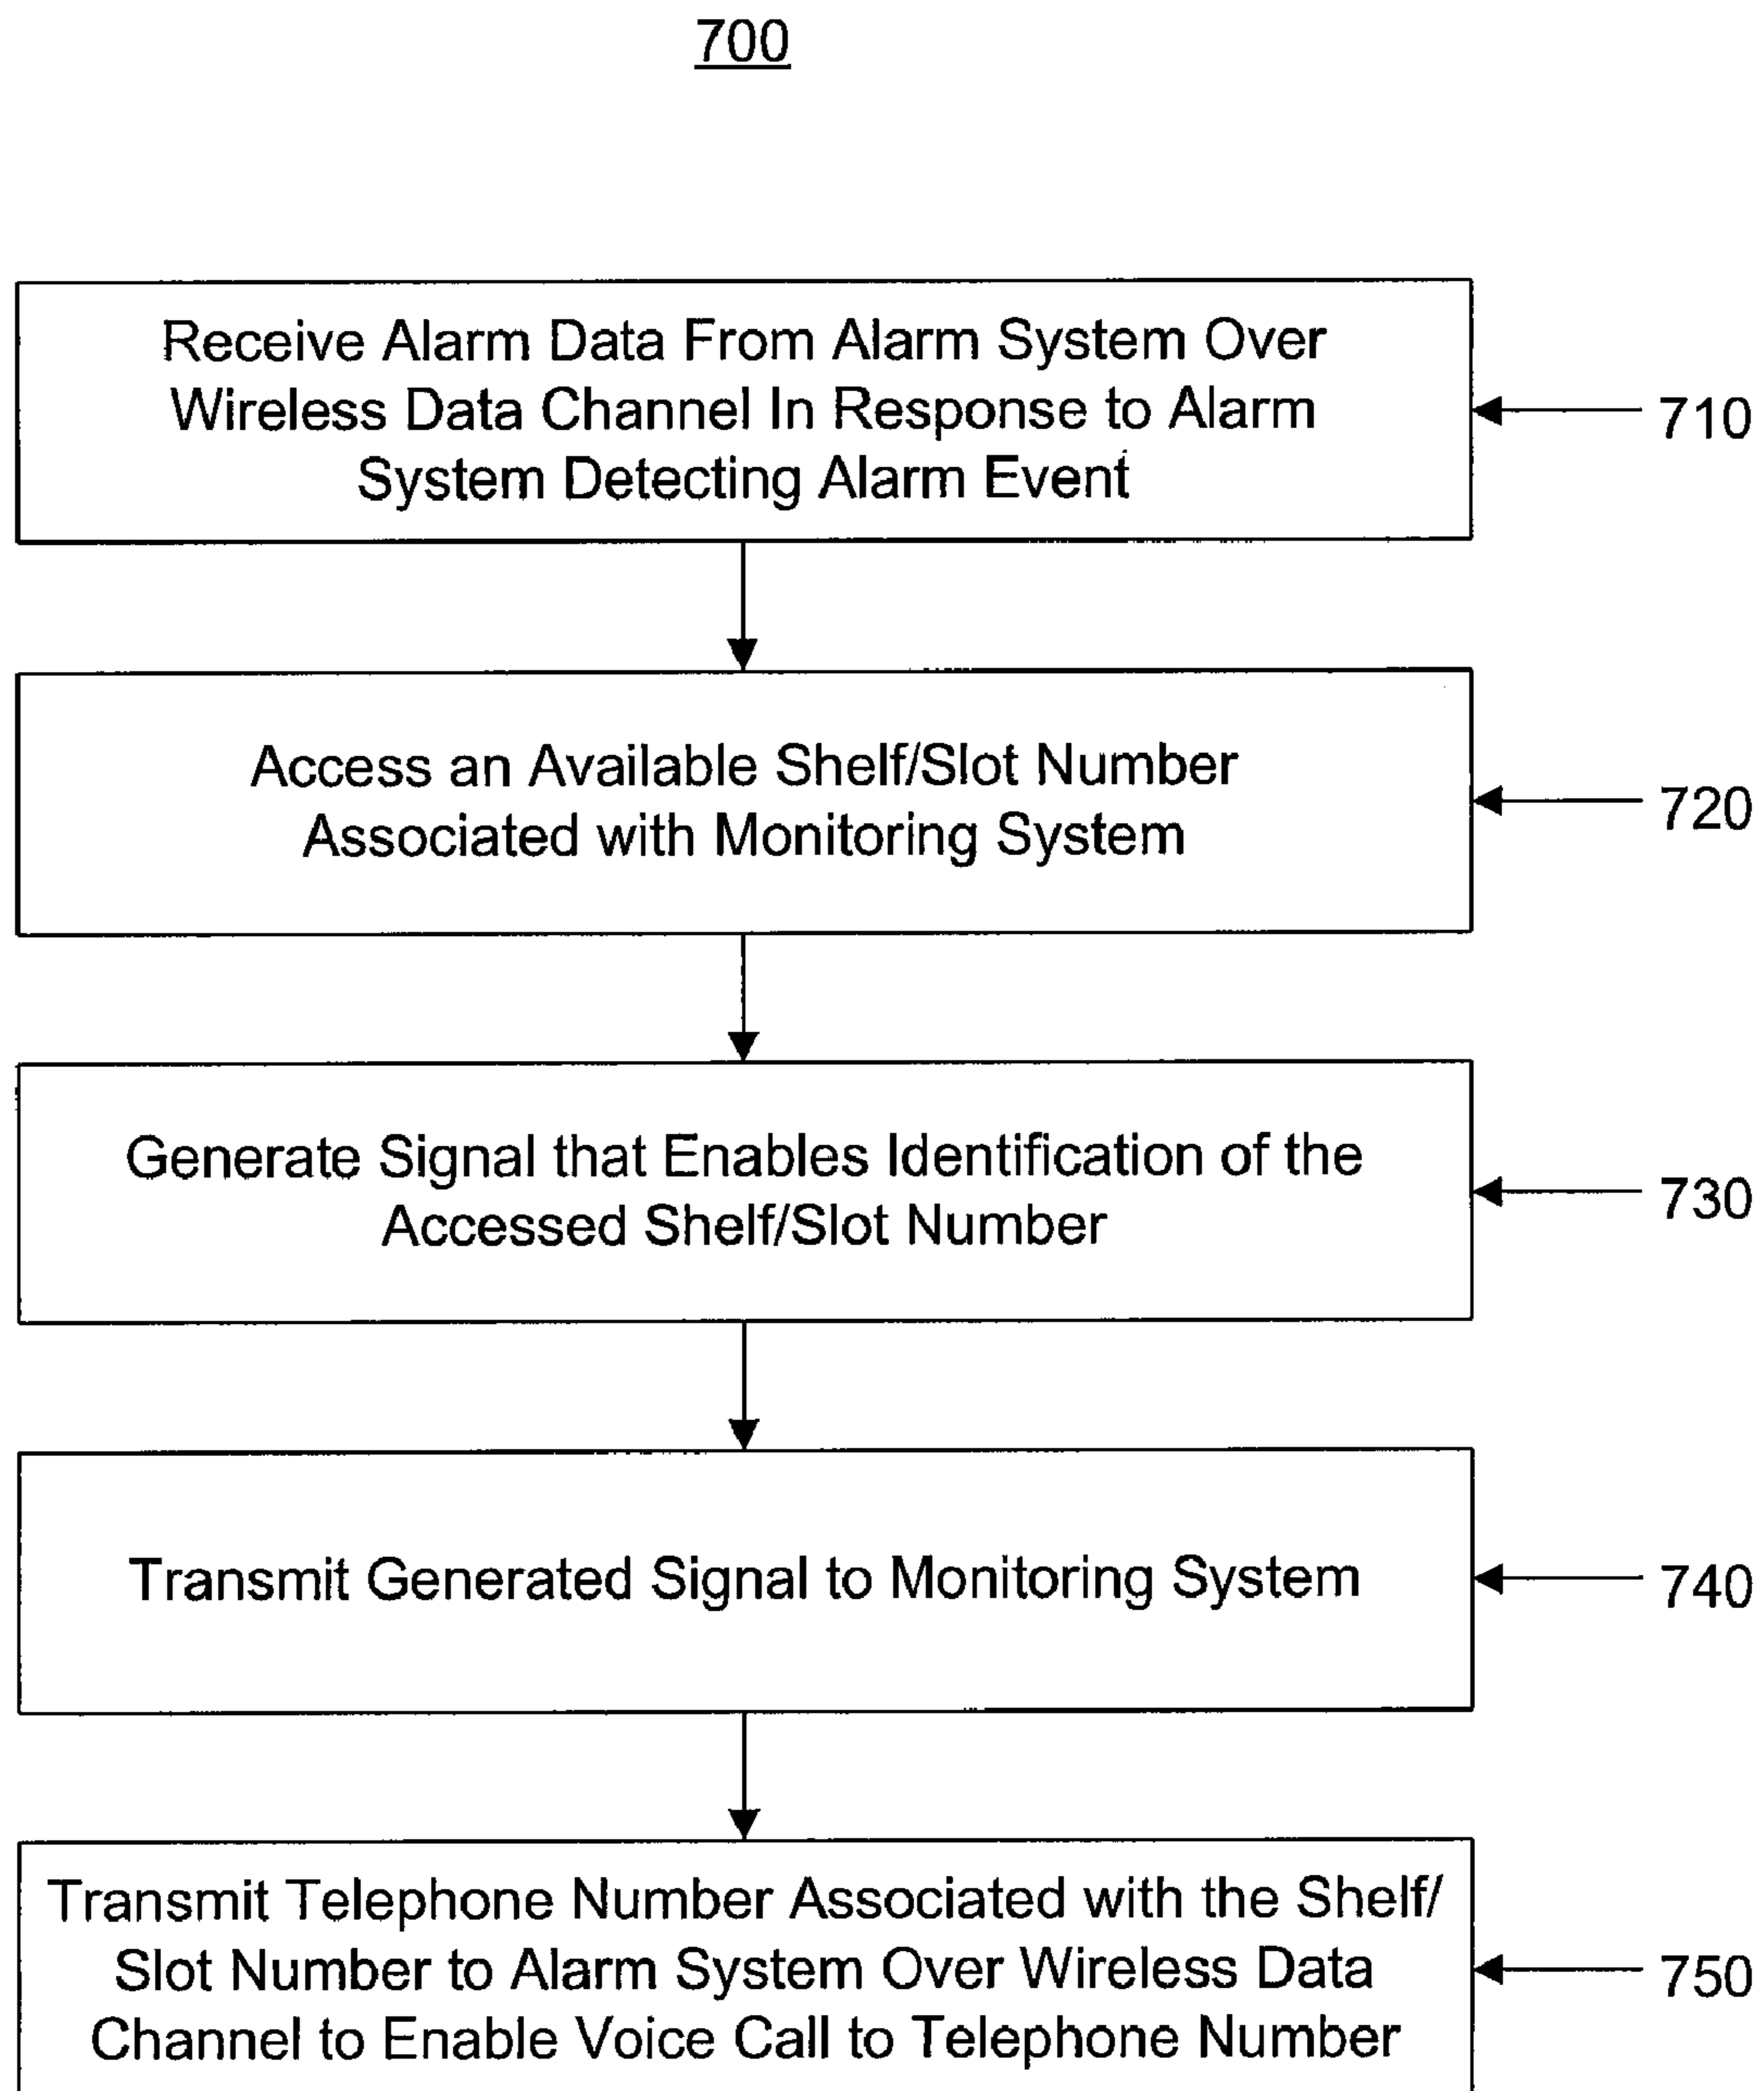 700
Receive Alarm Data From Alarm System Over
Wireless Data Channel In Response to Alarm
System Detecting Alarm Event
710
Access an Available Shelf/Slot Number
Associated with Monitoring System
720
Generate Signal that Enables Identification of the
Accessed Shelf/Slot Number
730
Transmit Generated Signal to Monitoring System
740
Transmit Telephone Number Associated with the Shelf/
Slot Number to Alarm System Over Wireless Data
Channel to Enable Voice Call to Telephone Number
750